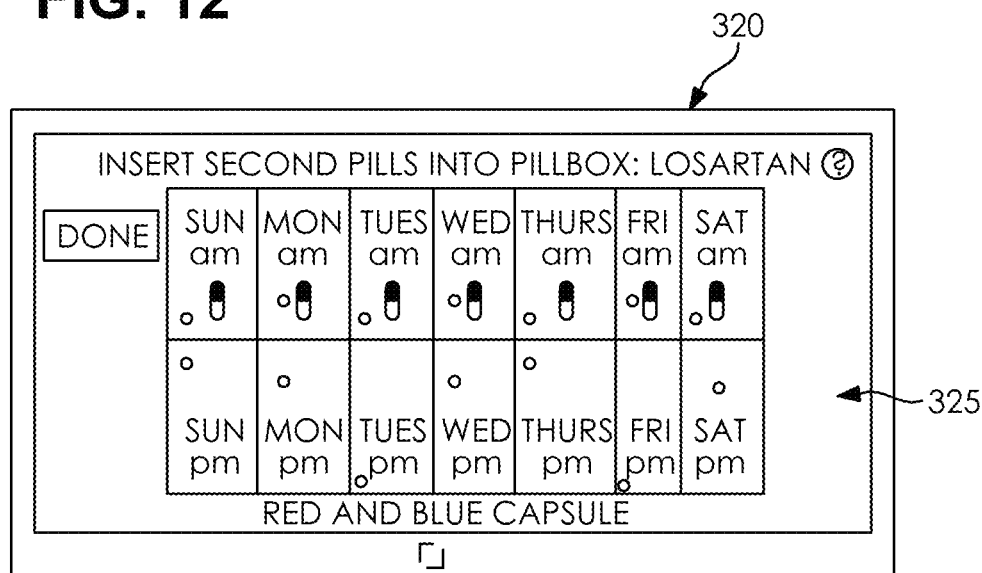 FIG. 12
320
INSERT SECOND PILLS INTO PILLBOX: LOSARTAN ?
DONE
SUN MON TUES WED THURS FRI SAT
am am am am am am am
325
SUN MON TUES WED THURS FRI SAT
pm pm pm pm pm pm pm
RED AND BLUE CAPSULE